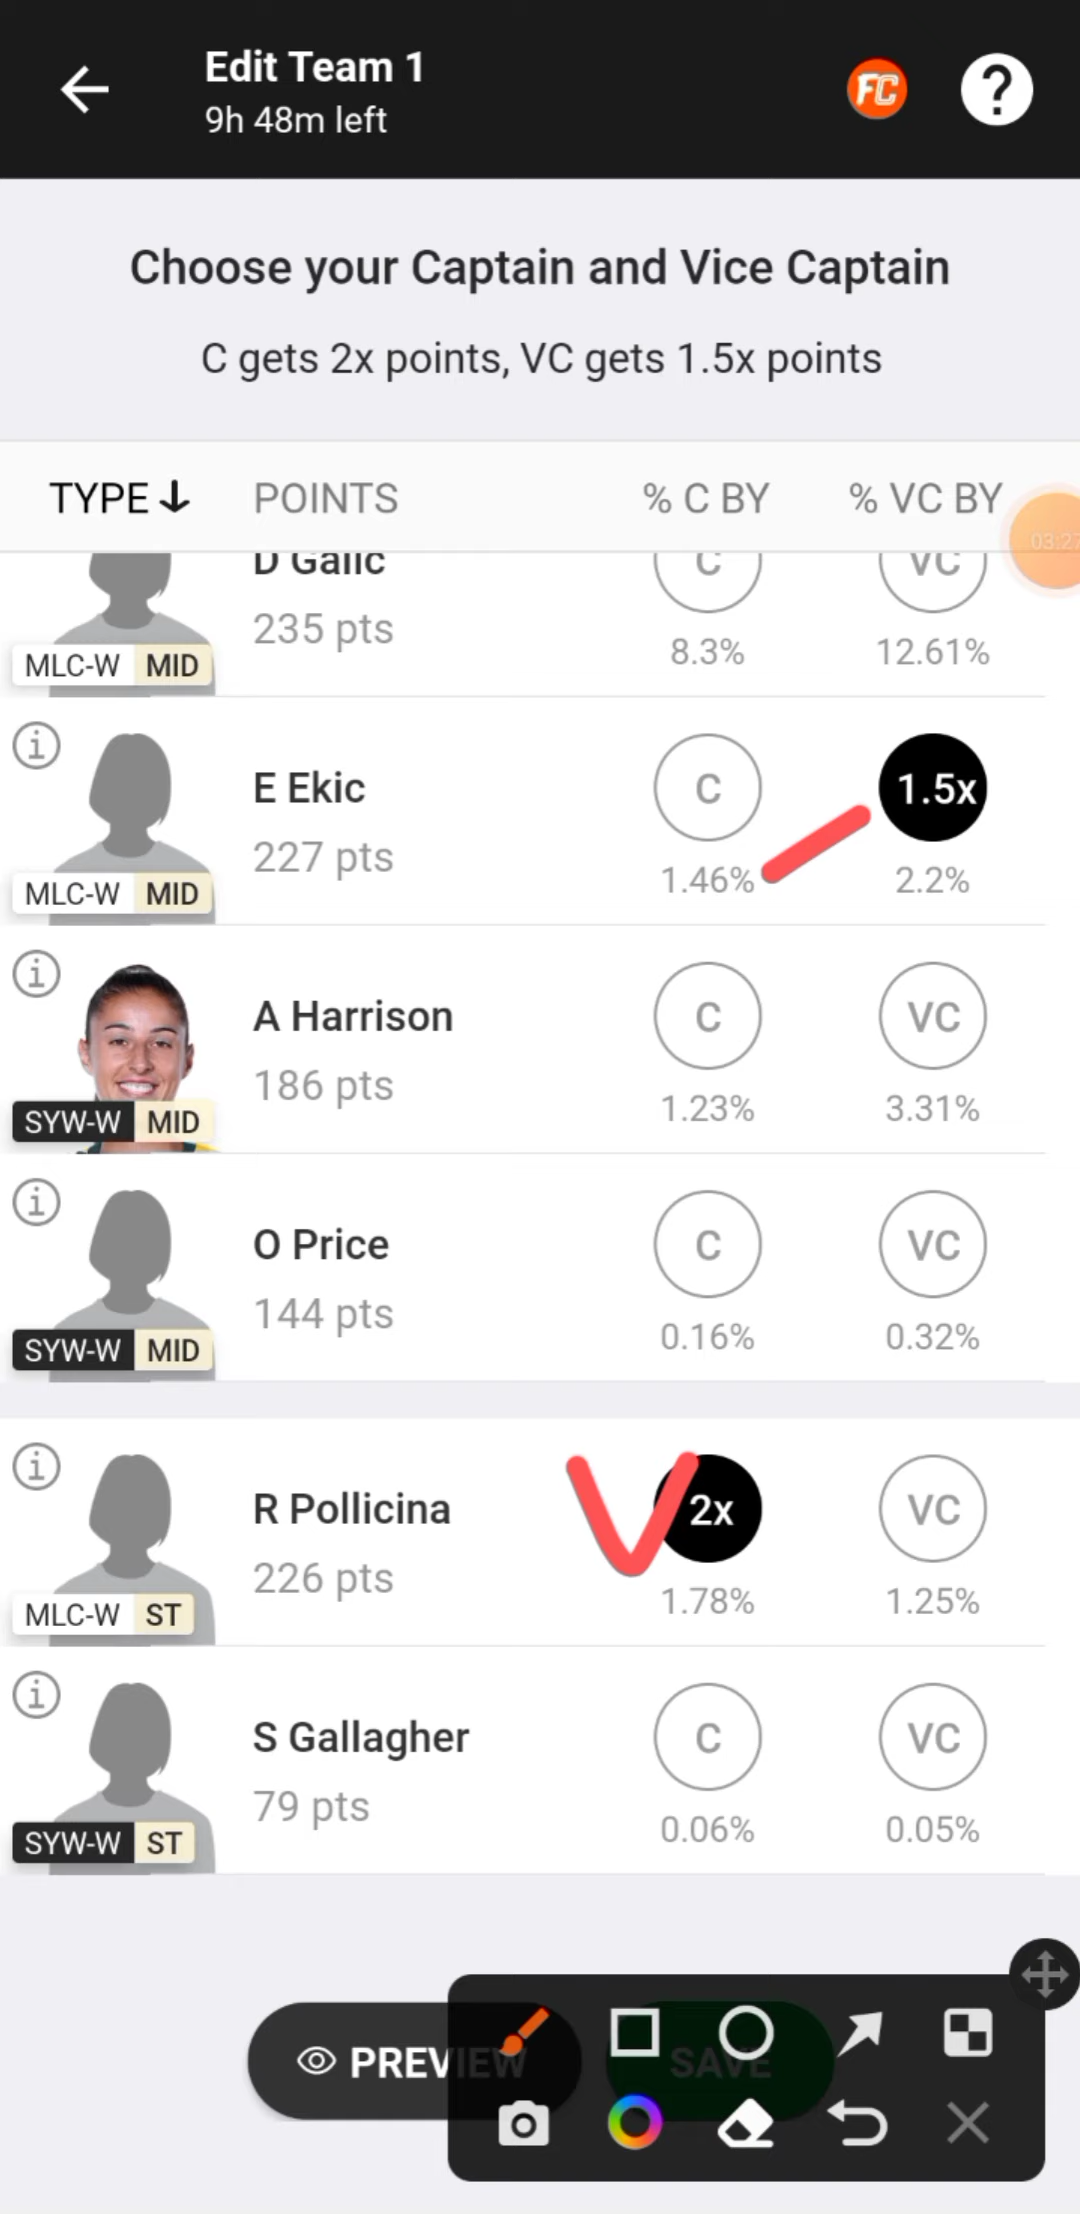 Edit Team 1
9h 48m left
FC
?
Choose your Captain and Vice Captain
C gets 2x points, VC gets 1.5x points
TYPE POINTS % C BY % VC BY
03:27
D Galic C VC
235 pts 8.3% 12.61%
MLC-W MID
E Ekic C 1.5x
227 pts 1.46% 2.2%
MLC-W MID
A Harrison C VC
186 pts 1.23% 3.31%
SYW-W MID
O Price C VC
144 pts 0.16% 0.32%
SYW-W MID
R Pollicina 2x VC
226 pts 1.78% 1.25%
MLC-W ST
S Gallagher C VC
79 pts 0.06% 0.05%
SYW-W ST
PREVIEW SAVE